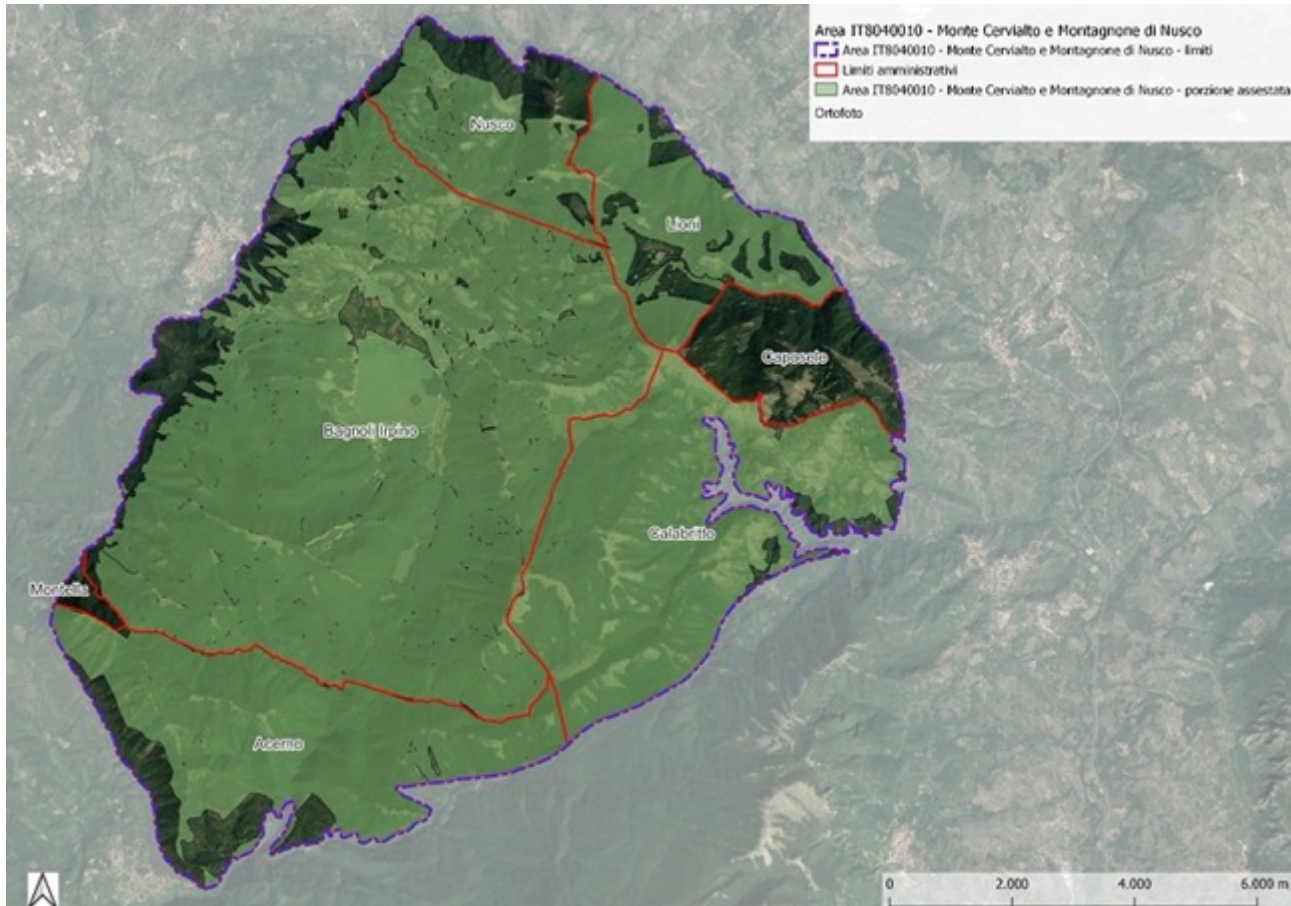 Area IT8040010 - Monte Cervialto e Montagnone di Nusco
Area IT8040010 - Monte Cervialto e Montagnone di Nusco - limiti
Limiti amministrativi
Area IT8040010 - Monte Cervialto e Montagnone di Nusco - porzione assestata
Ortofoto
Nusco
Lioni
Caposele
Bagnoli Irpino
Calabritto
Montella
Acerno
0 2.000 4.000 6.000 m